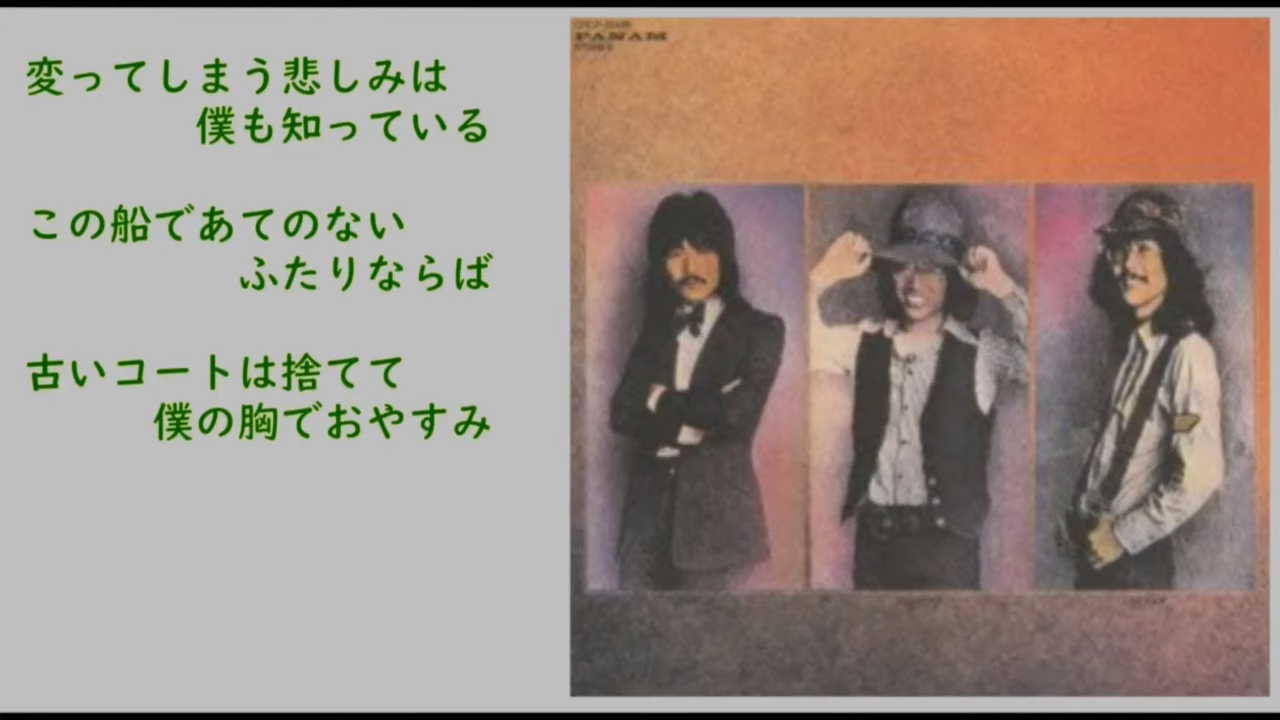 変ってしまう悲しみは
僕も知っている
この船であてのない
ふたりならば
古いコートは捨てて
僕の胸でおやすみ
PANAM